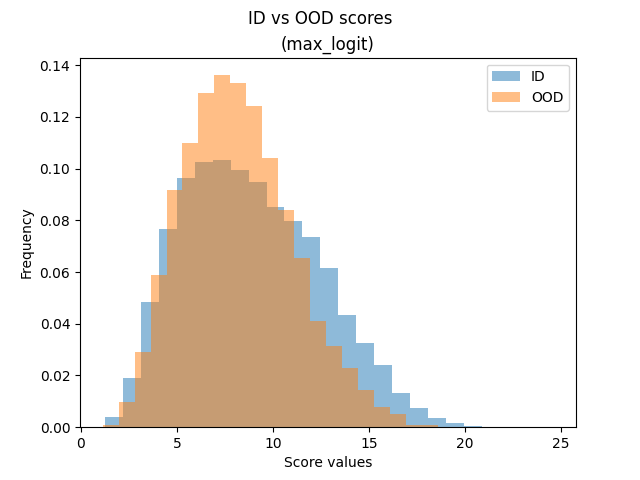 ID vs OOD scores
(max_logit)
ID
OOD
Frequency
0.14
0.12
0.10
0.08
0.06
0.04
0.02
0.00
0
5
10
15
20
25
Score values